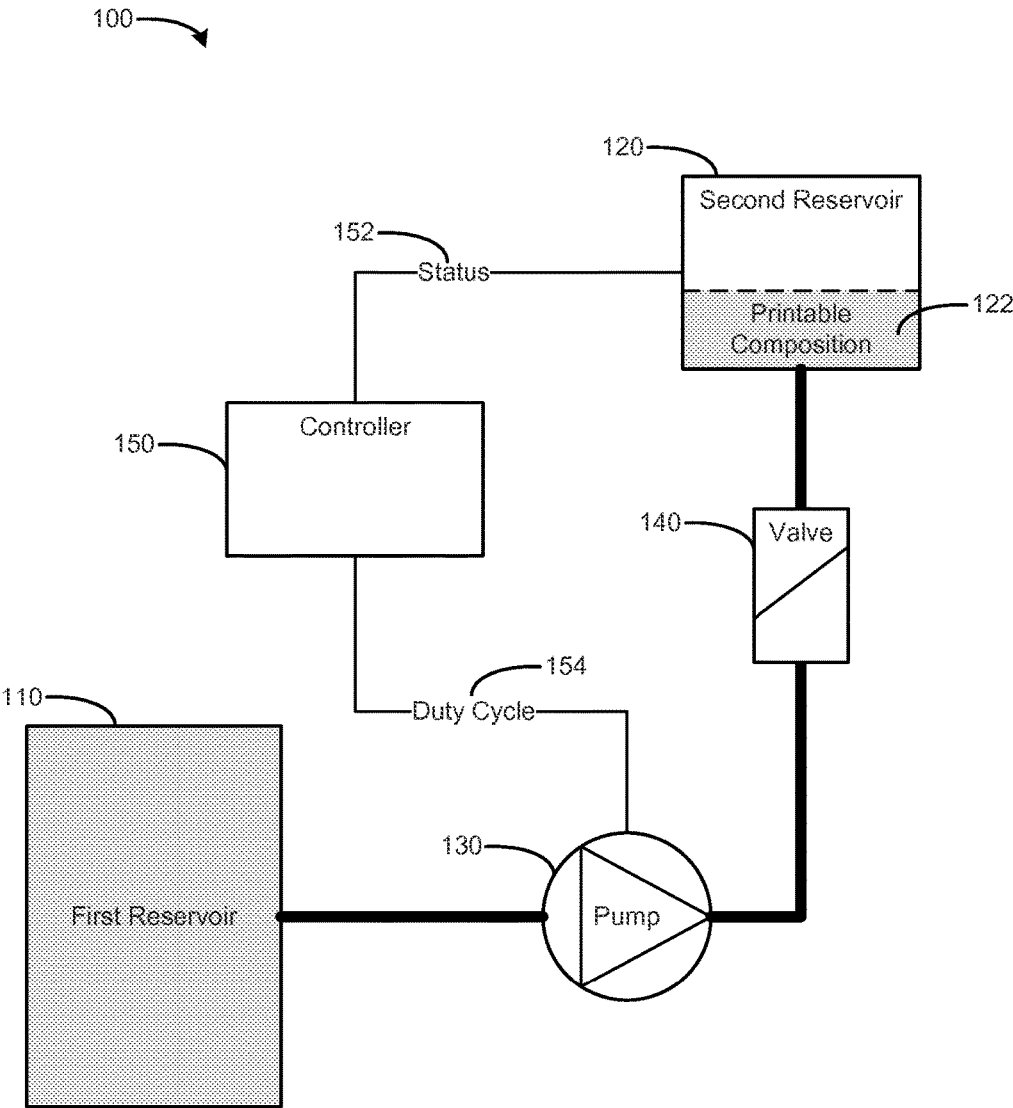 100
120
Second Reservoir
152
Status
Printable
Composition
122
Controller
150
140
Valve
154
Duty Cycle
110
130
First Reservoir
Pump